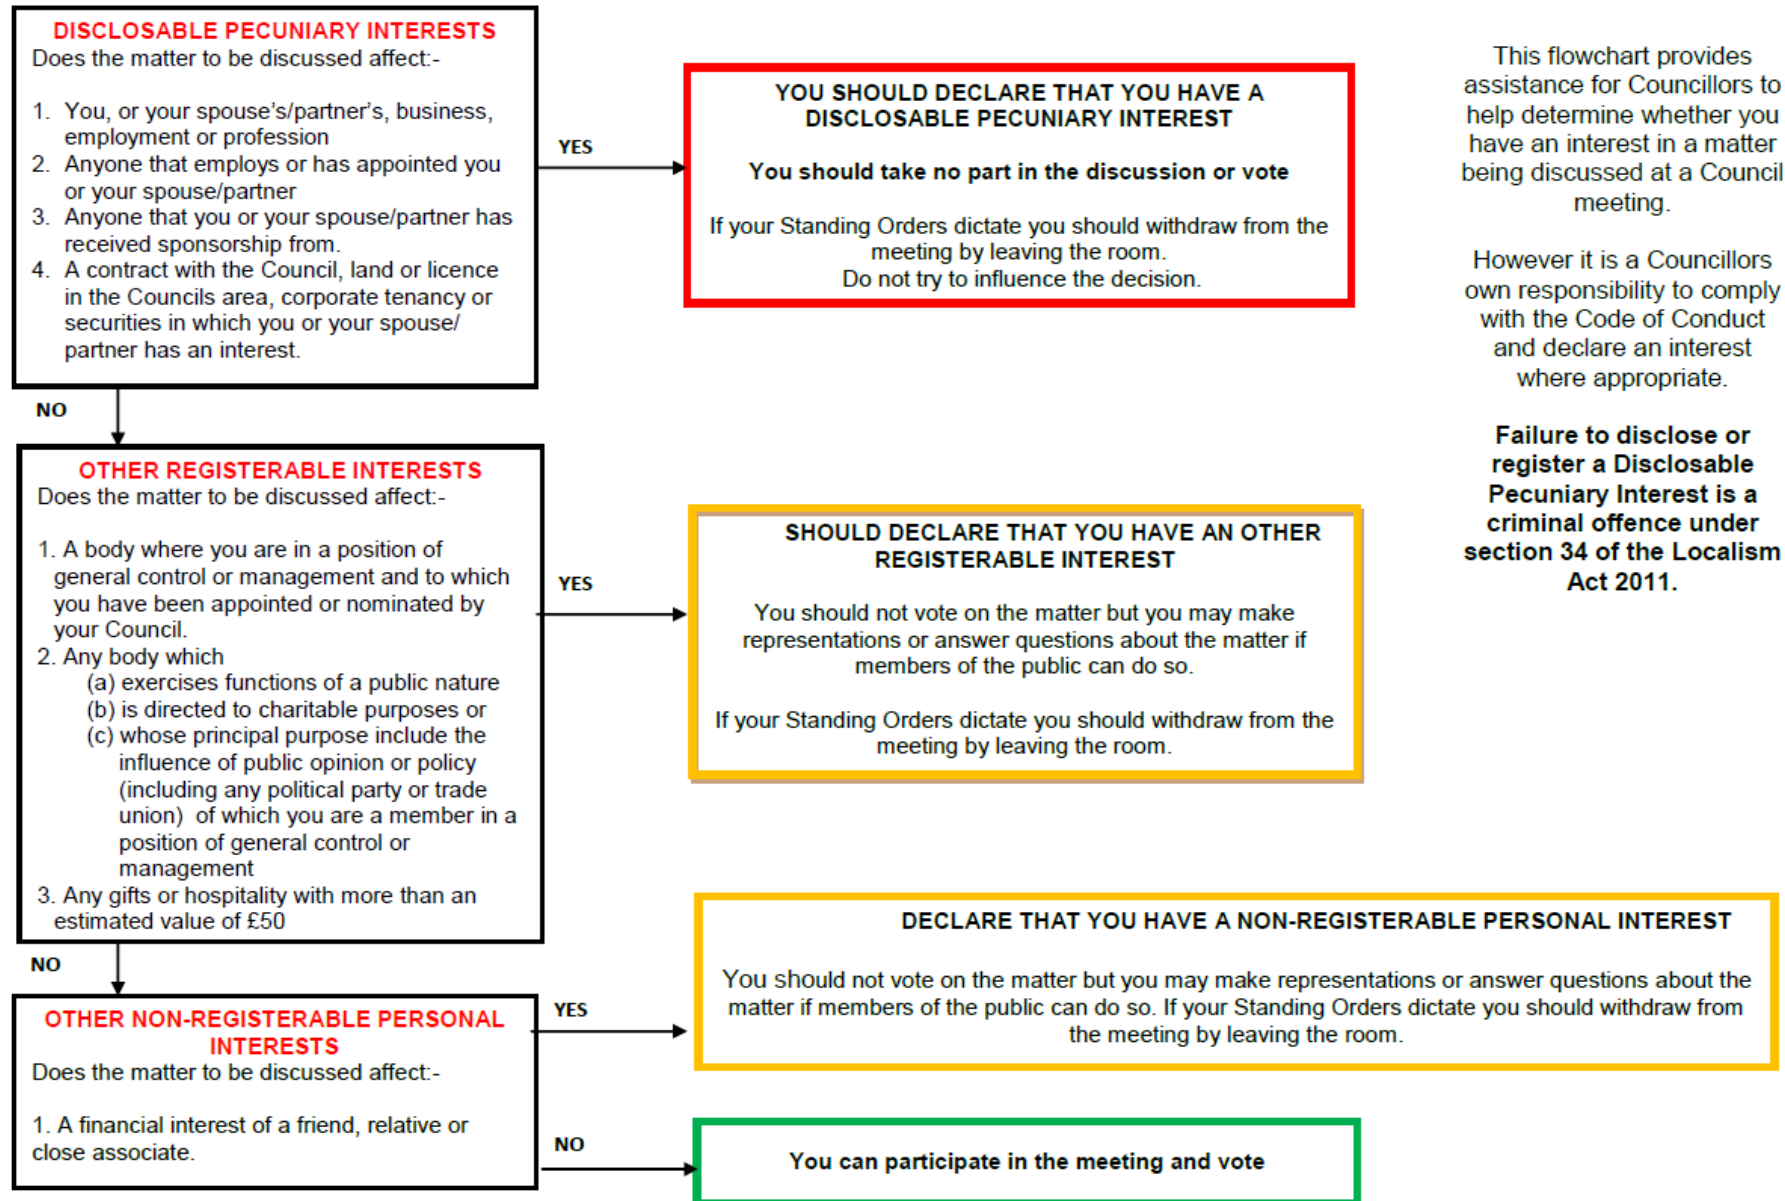 DISCLOSABLE PECUNIARY INTERESTS
Does the matter to be discussed affect:-
1. You, or your spouse's/partner's, business,
employment or profession
2. Anyone that employs or has appointed you
or your spouse/partner
3. Anyone that you or your spouse/partner has
received sponsorship from.
4. A contract with the Council, land or licence
in the Councils area, corporate tenancy or
securities in which you or your spouse/
partner has an interest.
YES
YOU SHOULD DECLARE THAT YOU HAVE A
DISCLOSABLE PECUNIARY INTEREST
You should take no part in the discussion or vote
If your Standing Orders dictate you should withdraw from the
meeting by leaving the room.
Do not try to influence the decision.
This flowchart provides
assistance for Councillors to
help determine whether you
have an interest in a matter
being discussed at a Council
meeting.
However it is a Councillors
own responsibility to comply
with the Code of Conduct
and declare an interest
where appropriate.
Failure to disclose or
register a Disclosable
Pecuniary Interest is a
criminal offence under
section 34 of the Localism
Act 2011.
NO
OTHER REGISTERABLE INTERESTS
Does the matter to be discussed affect:-
1. A body where you are in a position of
general control or management and to which
you have been appointed or nominated by
your Council.
2. Any body which
(a) exercises functions of a public nature
(b) is directed to charitable purposes or
(c) whose principal purpose include the
influence of public opinion or policy
(including any political party or trade
union) of which you are a member in a
position of general control or
management
3. Any gifts or hospitality with more than an
estimated value of £50
YES
SHOULD DECLARE THAT YOU HAVE AN OTHER
REGISTERABLE INTEREST
You should not vote on the matter but you may make
representations or answer questions about the matter if
members of the public can do so.
If your Standing Orders dictate you should withdraw from the
meeting by leaving the room.
NO
OTHER NON-REGISTERABLE PERSONAL
INTERESTS
Does the matter to be discussed affect:-
1. A financial interest of a friend, relative or
close associate.
YES
DECLARE THAT YOU HAVE A NON-REGISTERABLE PERSONAL INTEREST
You should not vote on the matter but you may make representations or answer questions about the
matter if members of the public can do so. If your Standing Orders dictate you should withdraw from
the meeting by leaving the room.
NO
You can participate in the meeting and vote